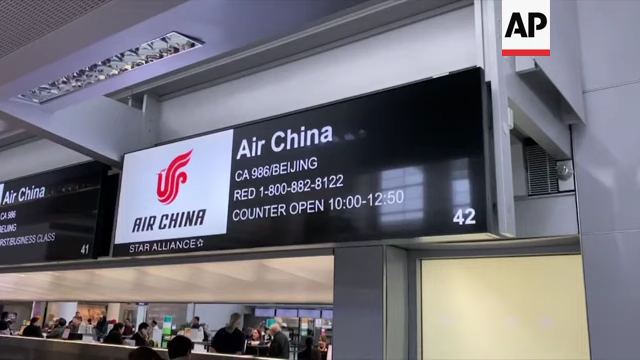 AP
Air China
CA 986
BEIJING
FIRST/BUSINESS CLASS
41
AIR CHINA
STAR ALLIANCE
Air China
CA 986/BEIJING
RED 1-800-882-8122
COUNTER OPEN 10:00-12:50
42